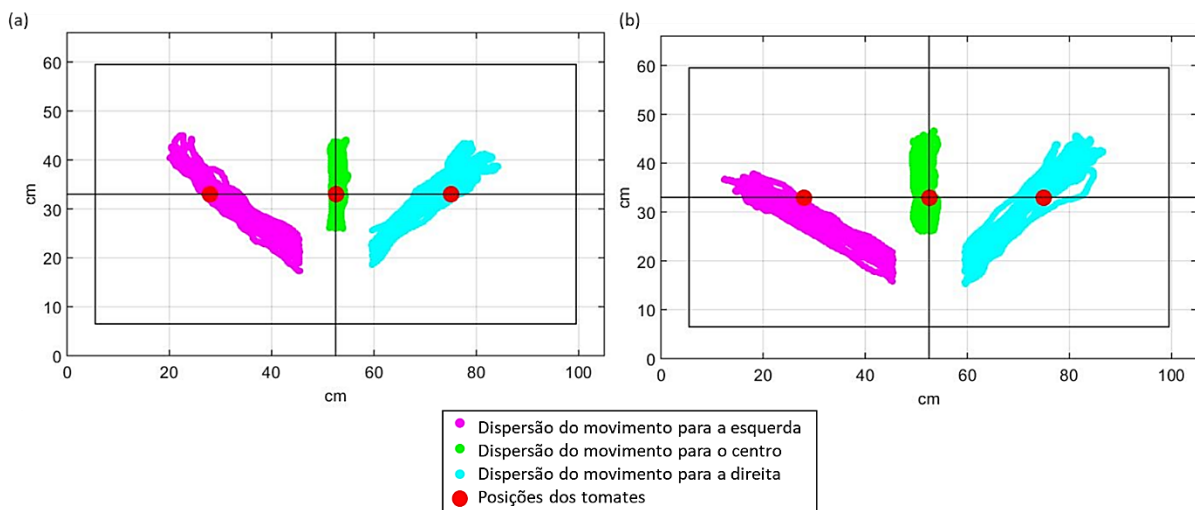 (a)
60
50
40
30
20
10
0
cm
0
20
40
60
80
100
cm
(b)
60
50
40
30
20
10
0
cm
0
20
40
60
80
100
cm
Dispersão do movimento para a esquerda
Dispersão do movimento para o centro
Dispersão do movimento para a direita
Posições dos tomates